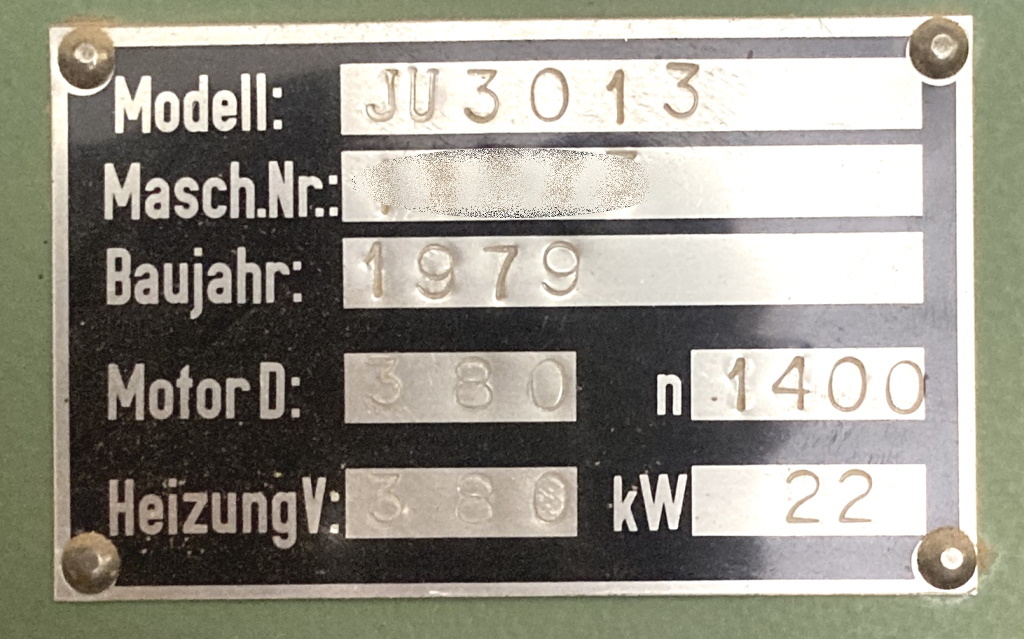 Modell: JU 3013
Masch.Nr.:
Baujahr: 1979
Motor D: 380 n 1400
Heizung V: 380 kW 22